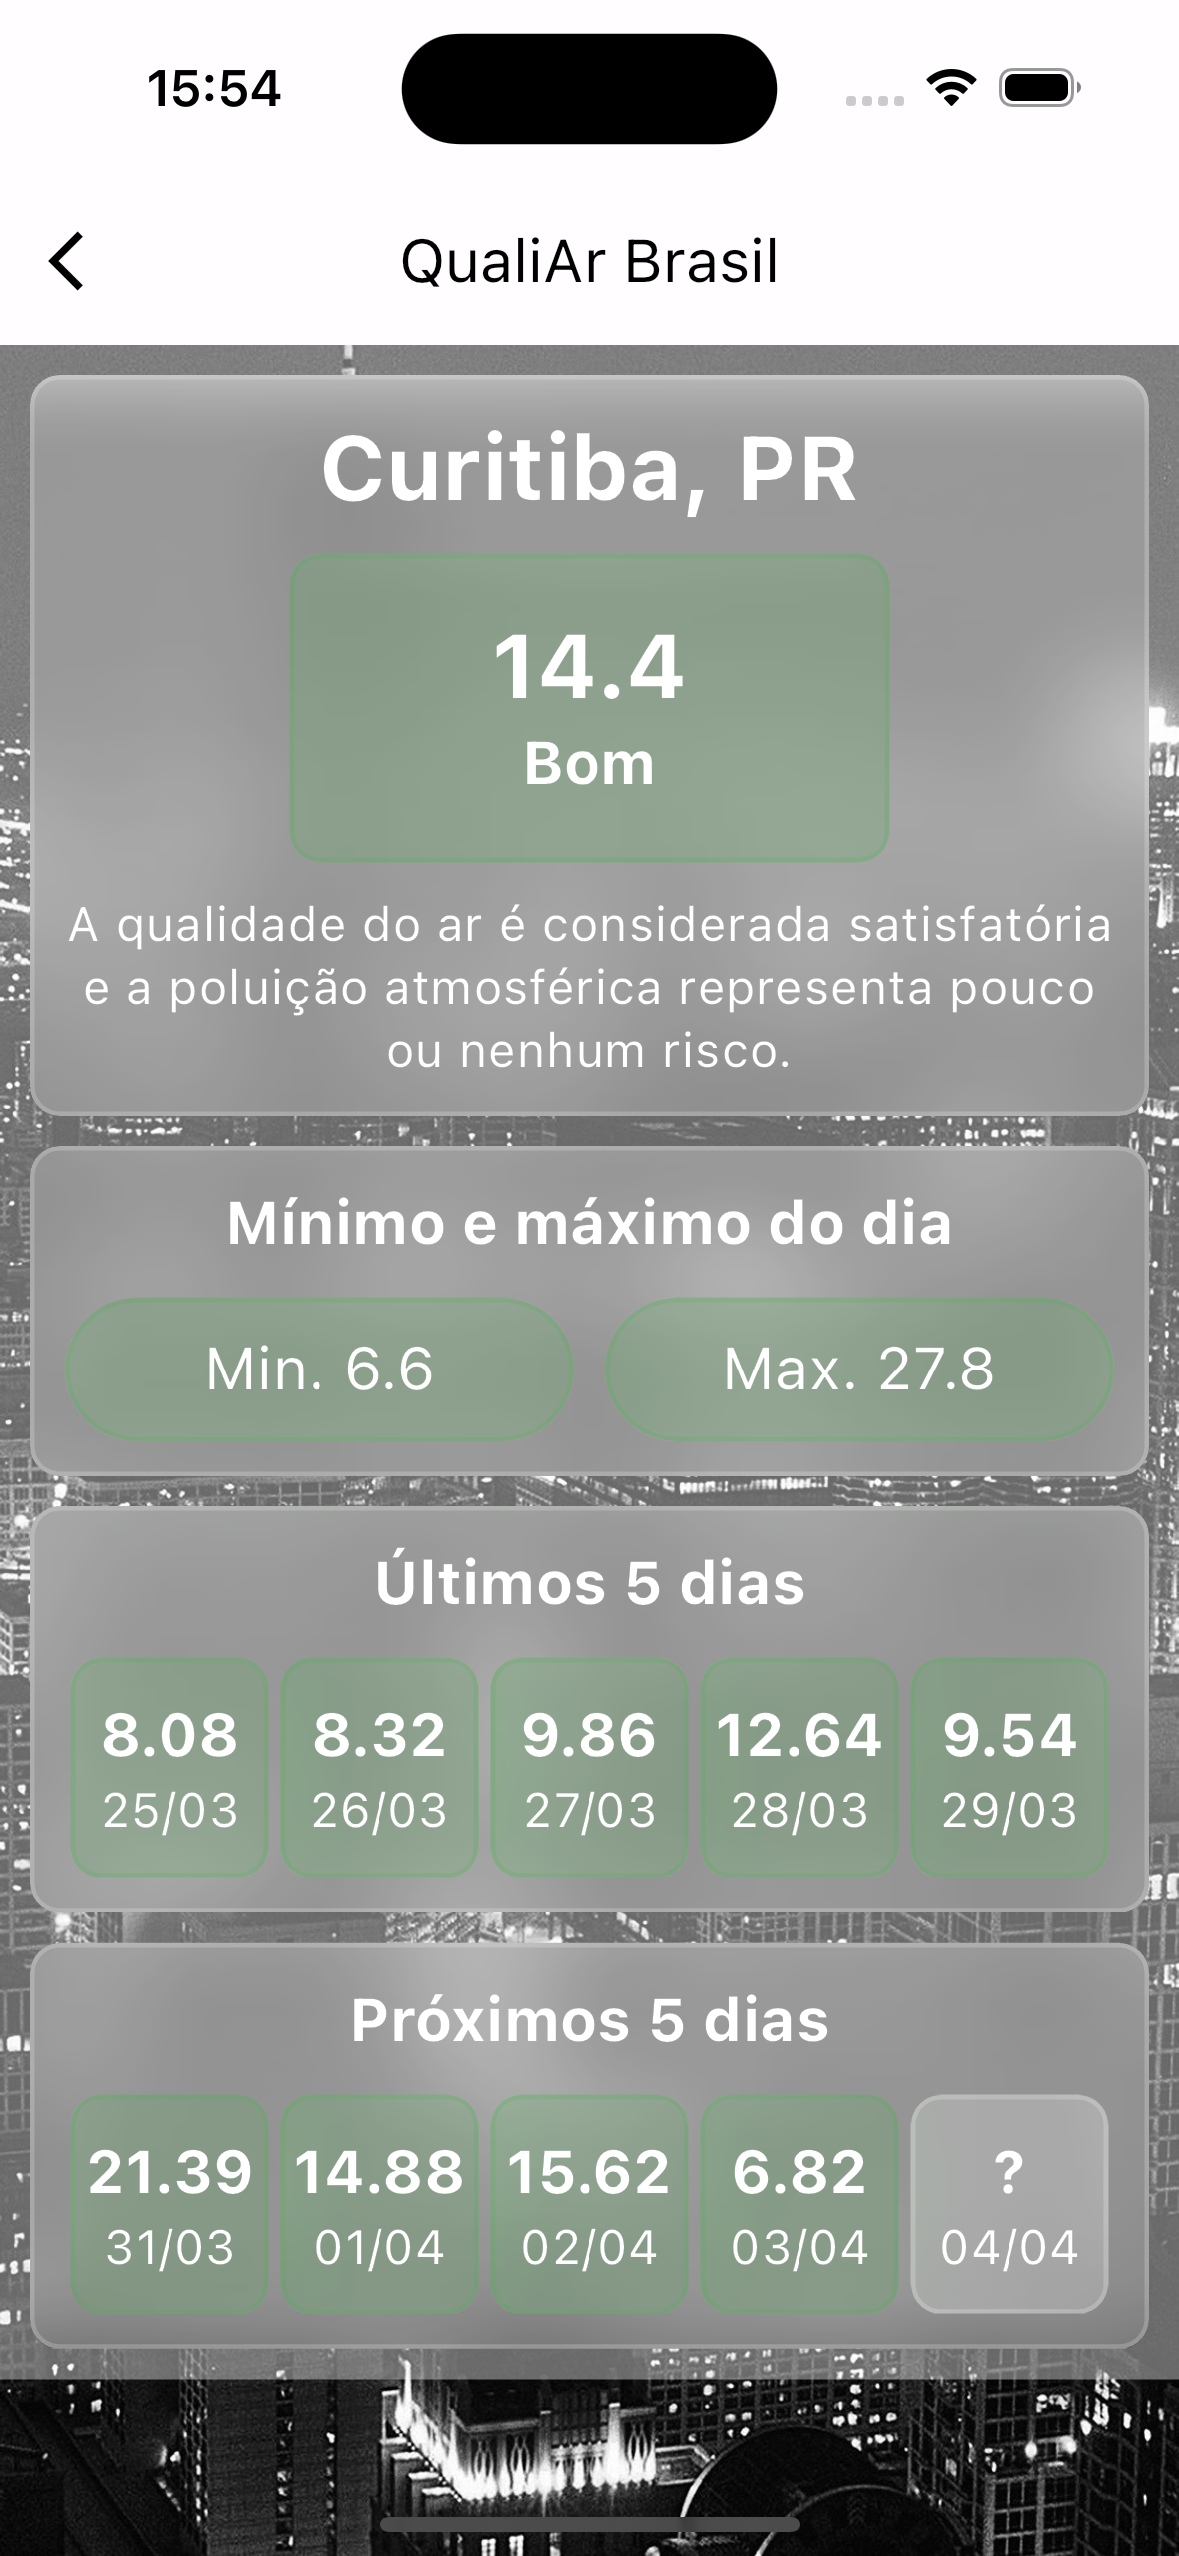 15:54
QualiAr Brasil
Curitiba, PR
14.4
Bom
A qualidade do ar é considerada satisfatória
e a poluição atmosférica representa pouco
ou nenhum risco.
Mínimo e máximo do dia
Min. 6.6
Max. 27.8
Últimos 5 dias
8.08 8.32 9.86 12.64 9.54
25/03 26/03 27/03 28/03 29/03
Próximos 5 dias
21.39 14.88 15.62 6.82 ?
31/03 01/04 02/04 03/04 04/04